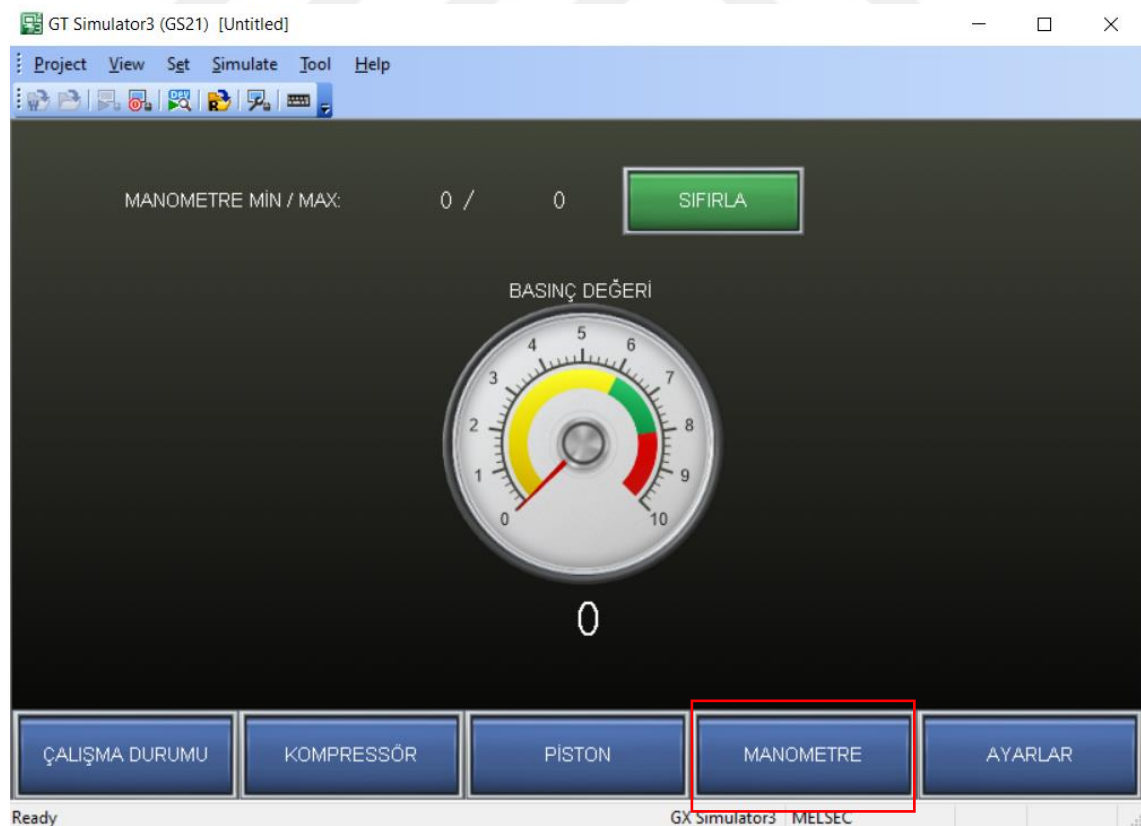 GT Simulator3 (GS21) [Untitled]
Project View Set Simulate Tool Help
MANOMETRE MİN / MAX: 0 / 0 SIFIRLA
BASINÇ DEĞERİ
0 1 2 3 4 5 6 7 8 9 10
0
ÇALIŞMA DURUMU KOMPRESSÖR PİSTON MANOMETRE AYARLAR
Ready GX Simulator3 MELSEC